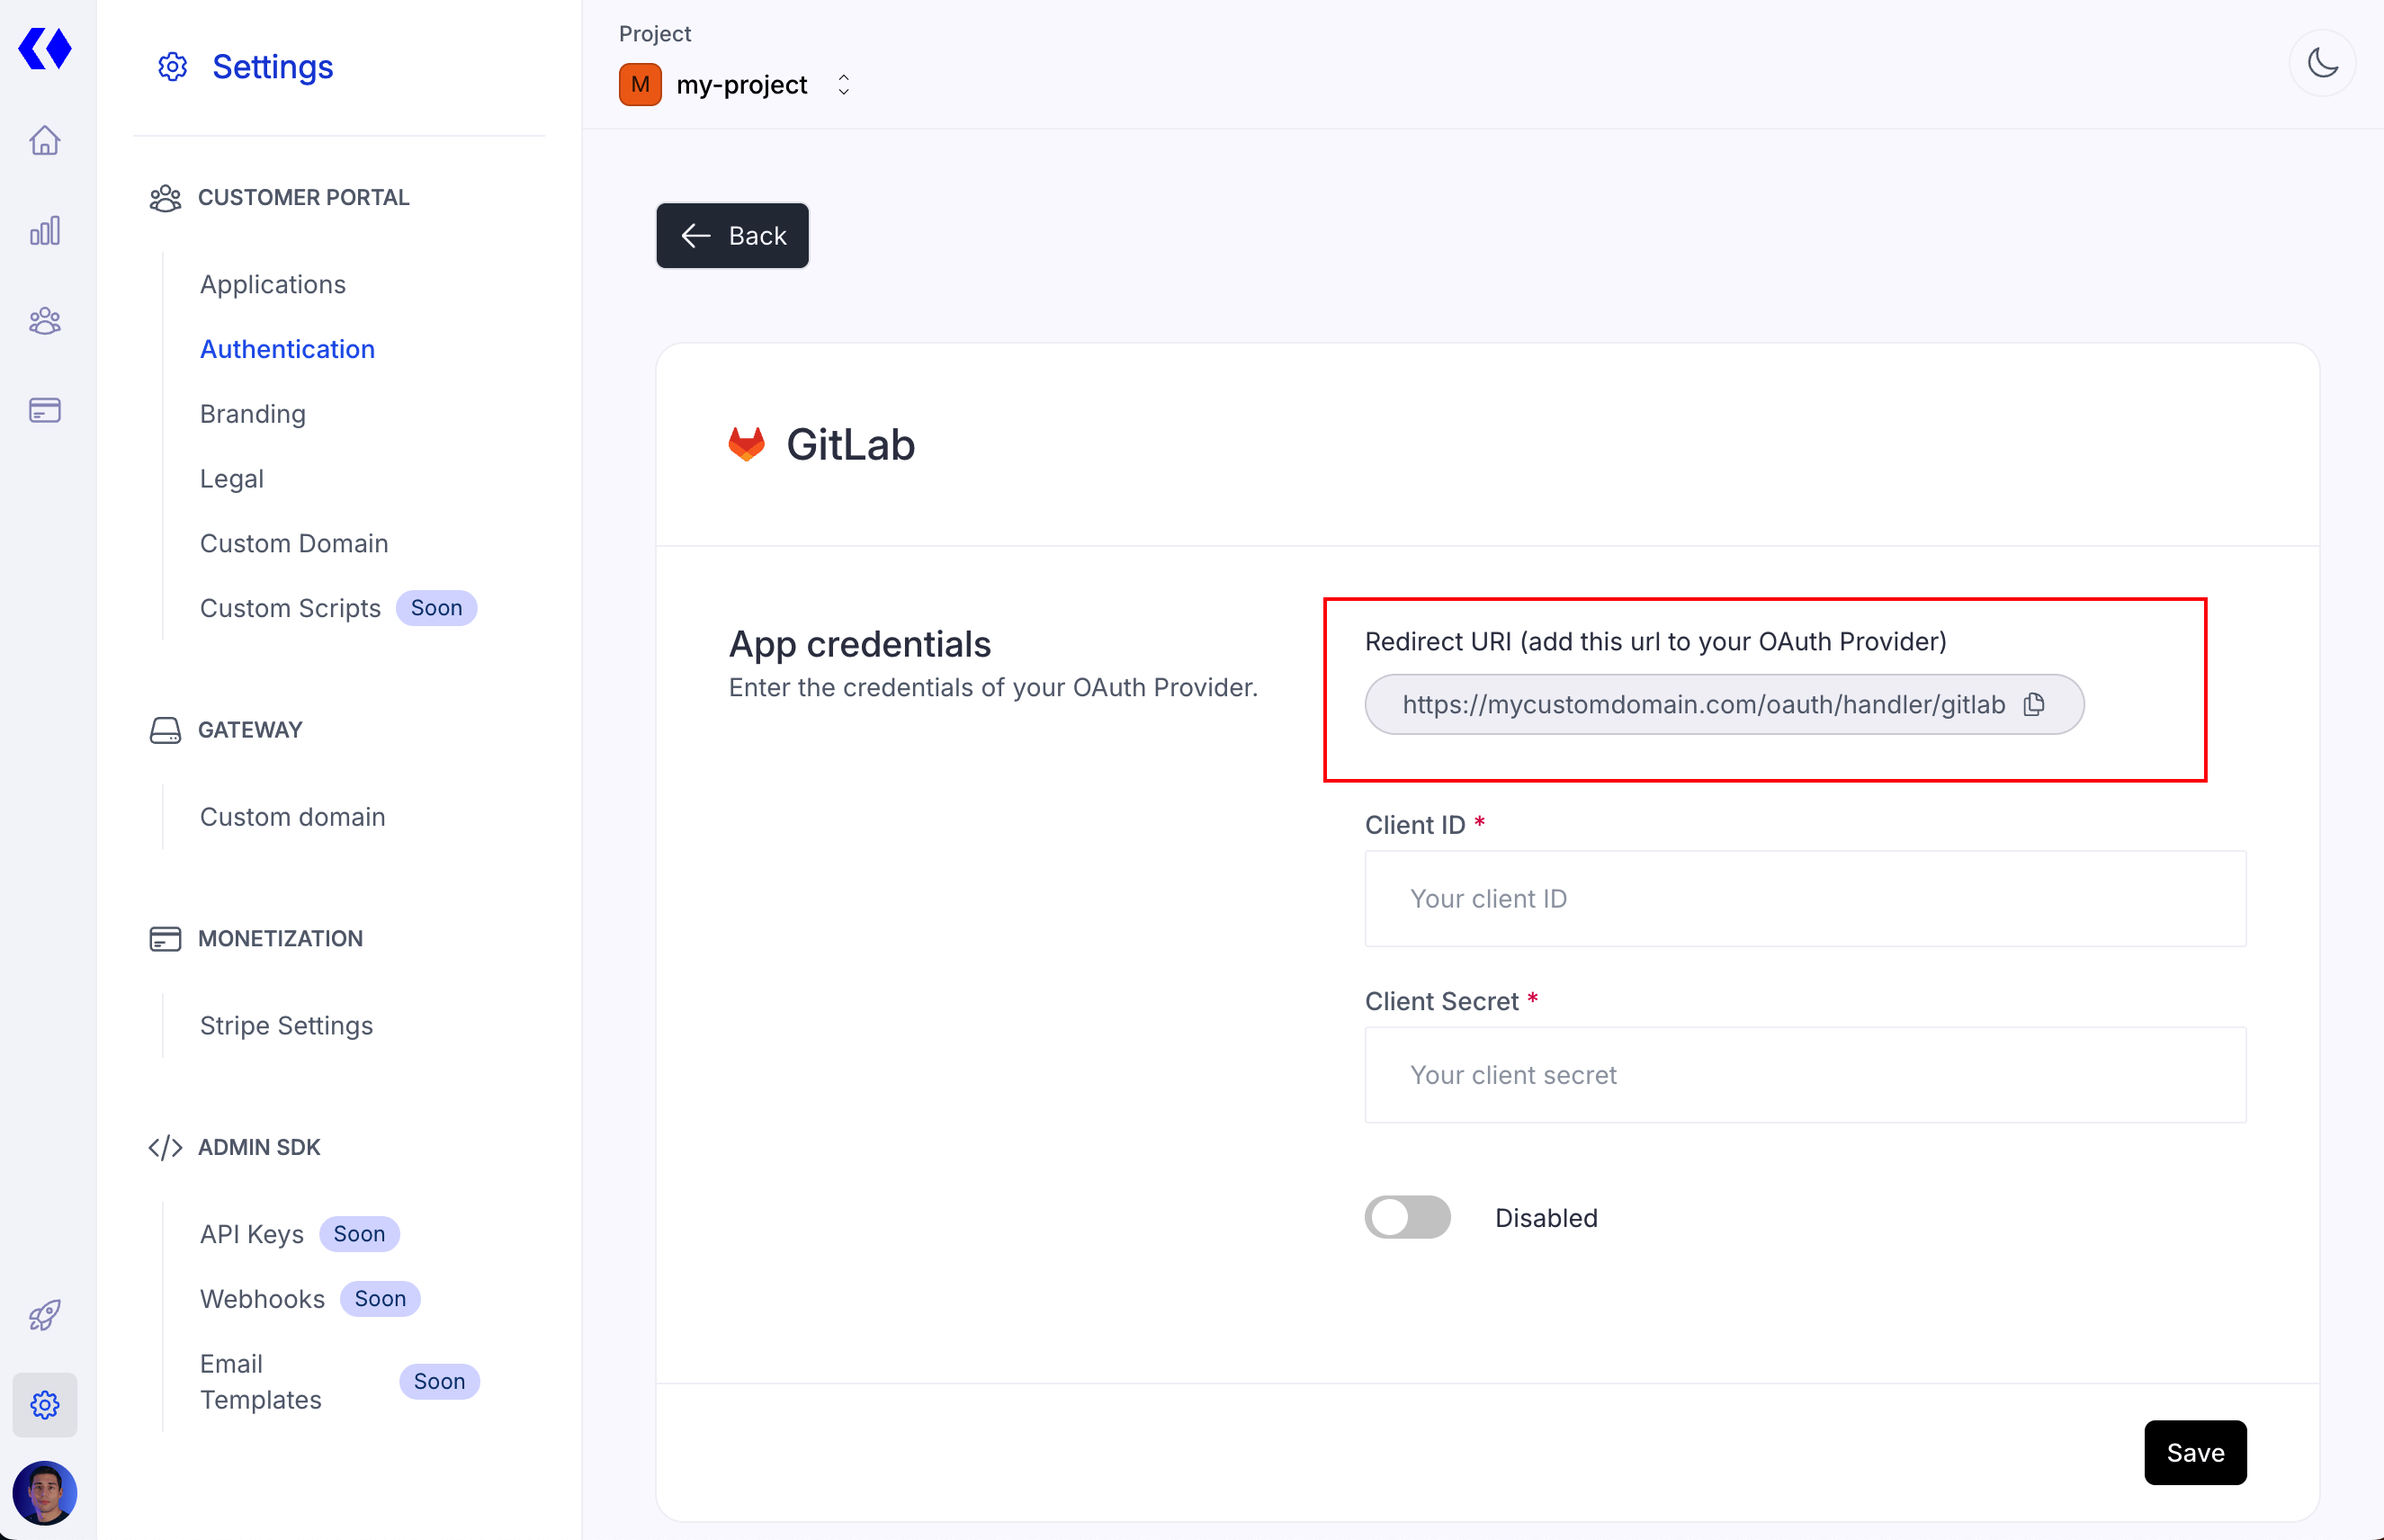 Settings
CUSTOMER PORTAL
Applications
Authentication
Branding
Legal
Custom Domain
Custom Scripts Soon
GATEWAY
Custom domain
MONETIZATION
Stripe Settings
ADMIN SDK
API Keys Soon
Webhooks Soon
Email
Templates
Soon
Project
M my-project
Back
GitLab
App credentials
Enter the credentials of your OAuth Provider.
Redirect URI (add this url to your OAuth Provider)
https://mycustomdomain.com/oauth/handler/gitlab
Client ID *
Your client ID
Client Secret *
Your client secret
Disabled
Save